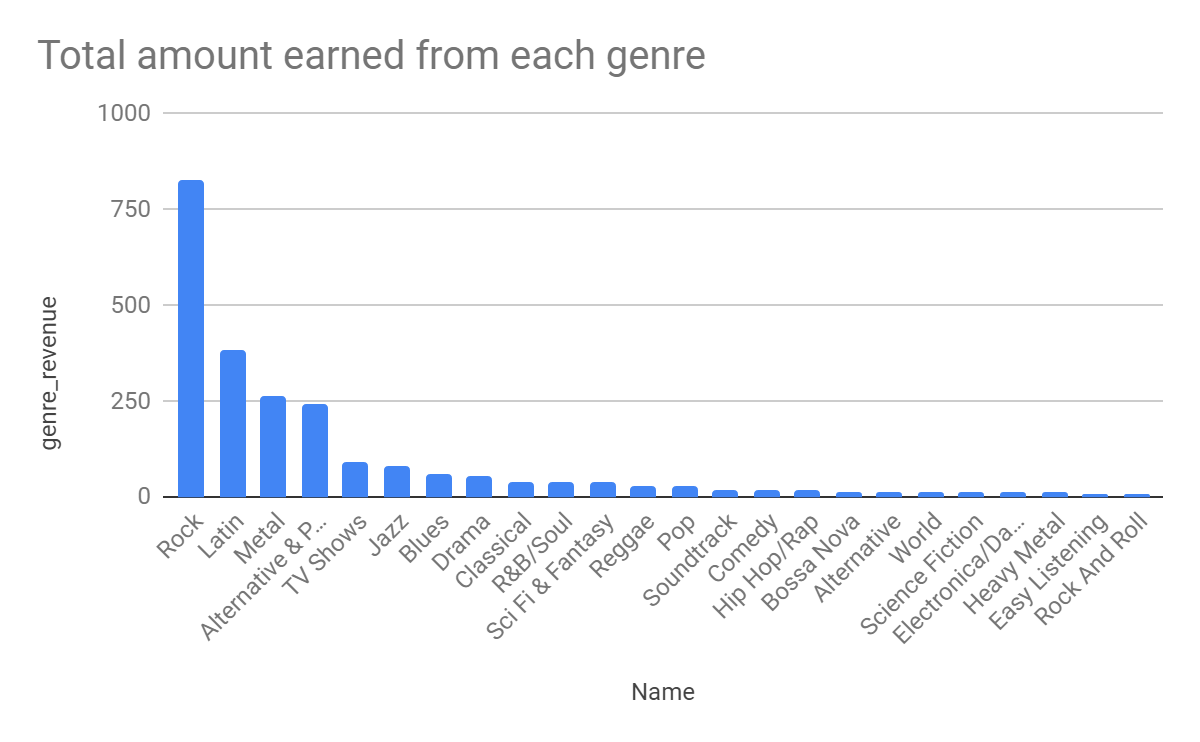 Total amount earned from each genre
1000
750
500
250
0
genre_revenue
Rock
Latin
Metal
Alternative & P...
TV Shows
Jazz
Blues
Drama
Classical
R&B/Soul
Sci Fi & Fantasy
Reggae
Pop
Soundtrack
Comedy
Hip Hop/Rap
Bossa Nova
Alternative
World
Science Fiction
Electronica/Da...
Heavy Metal
Easy Listening
Rock And Roll
Name